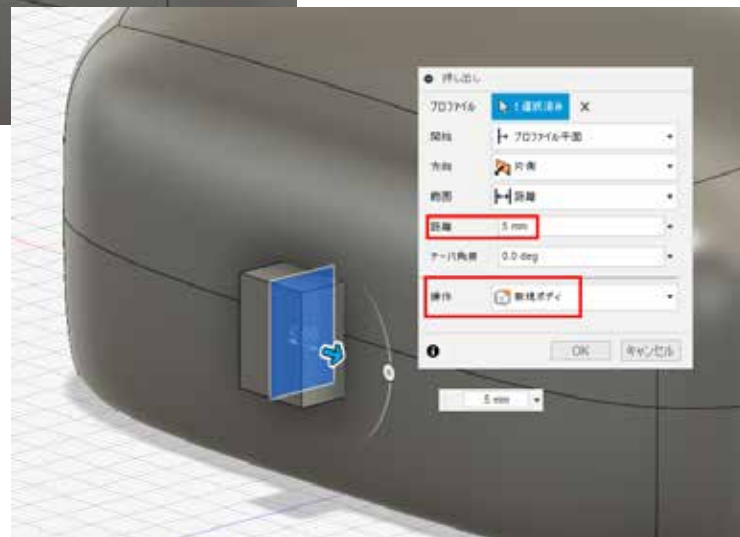 押し出し
プロファイル 1 選択済み ×
開始 プロファイル平面
方向 片側
範囲 距離
距離 5 mm
テーパ角度 0.0 deg
操作 新規ボディ
OK キャンセル
5 mm